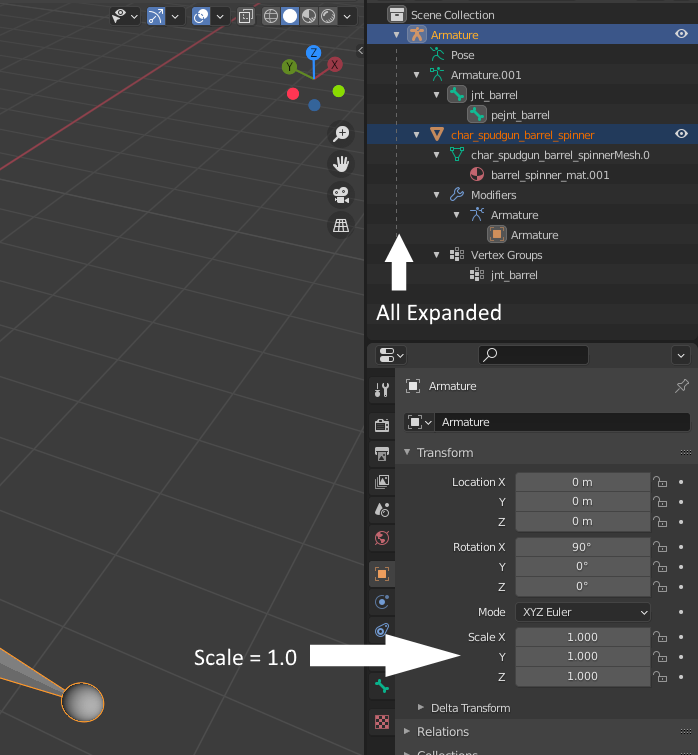 Scene Collection
Armature
Pose
Armature.001
jnt_barrel
pejnt_barrel
char_spudgun_barrel_spinner
char_spudgun_barrel_spinnerMesh.0
barrel_spinner_mat.001
Modifiers
Armature
Armature
Vertex Groups
jnt_barrel
All Expanded
Z
Y
X
Armature
Armature
Transform
Location X 0 m
Y 0 m
Z 0 m
Rotation X 90°
Y 0°
Z 0°
Mode XYZ Euler
Scale X 1.000
Y 1.000
Z 1.000
Scale = 1.0
Delta Transform
Relations
Collections